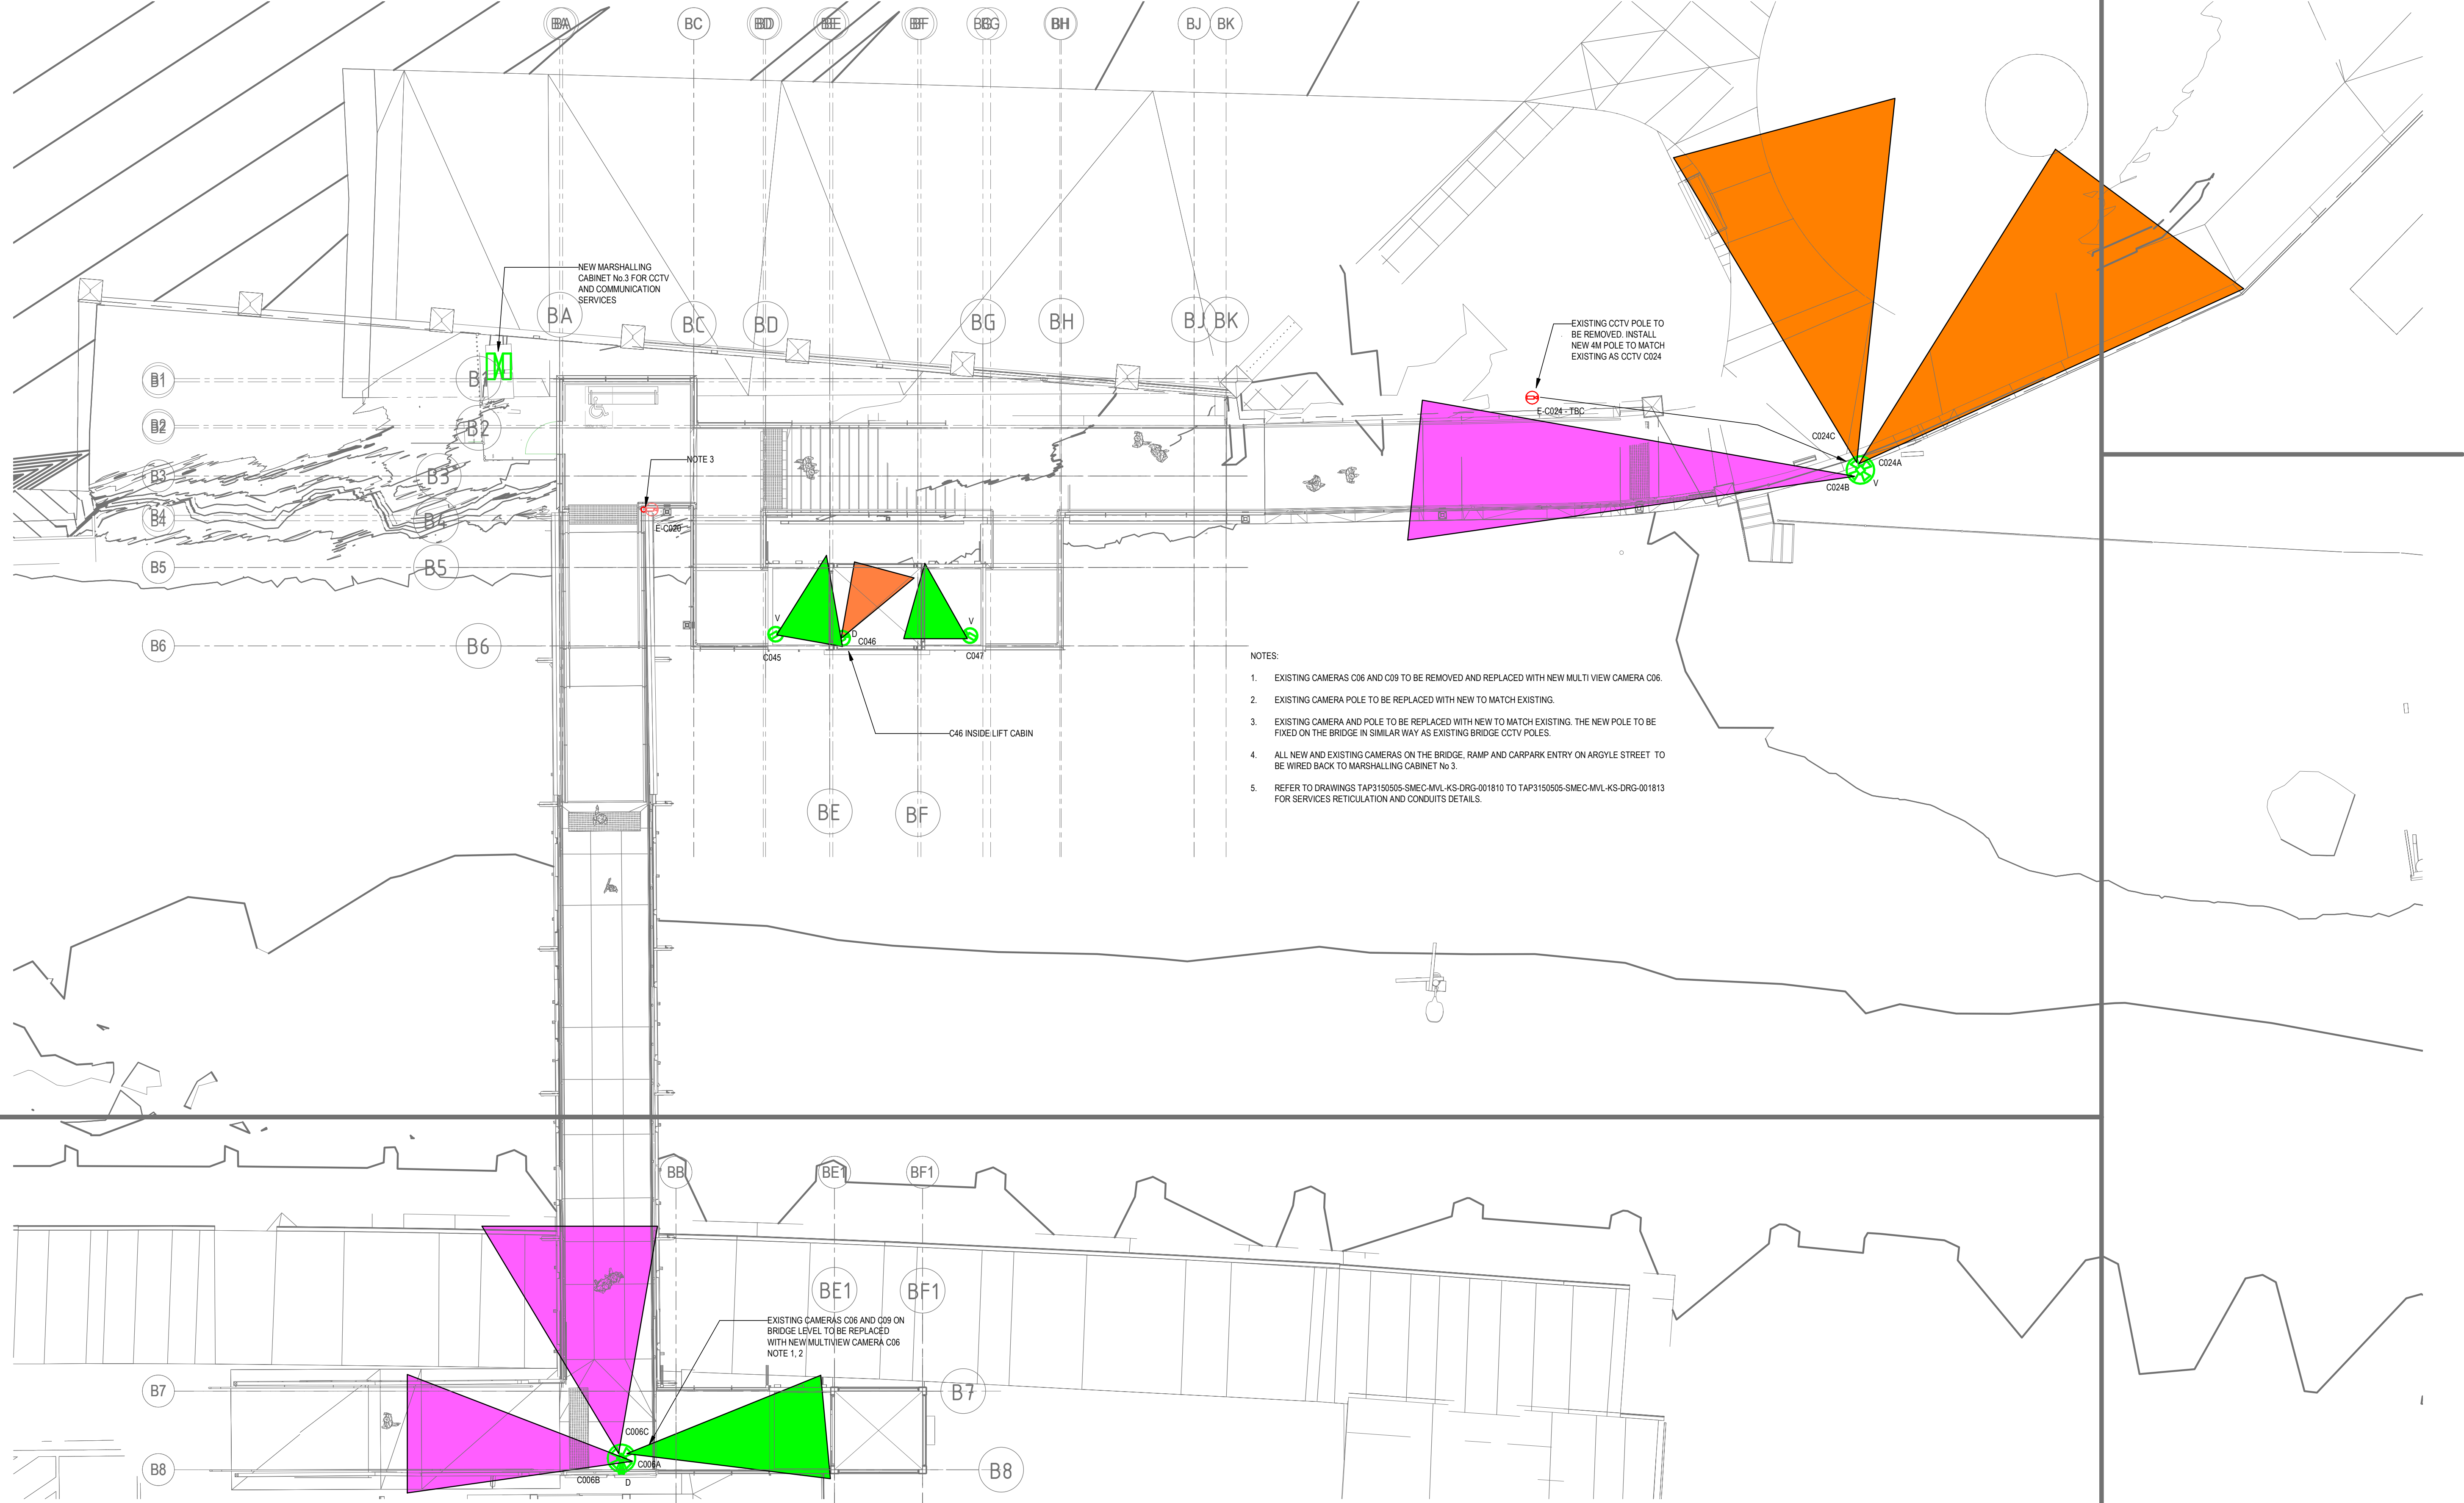 BA
BC
BD
BE
BF
BG
BH
BJ
BK
NEW MARSHALLING
CABINET No.3 FOR CCTV
AND COMMUNICATION
SERVICES
BA
BC
BD
BG
BH
BJ
BK
EXISTING CCTV POLE TO
BE REMOVED. INSTALL
NEW 4M POLE TO MATCH
EXISTING AS CCTV C024
B1
B1
E-C024 - TBC
B2
B2
C024C
NOTE 3
C024A
B3
B3
C024B
V
B4
B4
B4
E-C020
B5
B5
V
V
D
C046
B6
B6
C045
C047
C46 INSIDE LIFT CABIN
NOTES:
1. EXISTING CAMERAS C06 AND C09 TO BE REMOVED AND REPLACED WITH NEW MULTI VIEW CAMERA C06.
2. EXISTING CAMERA POLE TO BE REPLACED WITH NEW TO MATCH EXISTING.
3. EXISTING CAMERA AND POLE TO BE REPLACED WITH NEW TO MATCH EXISTING. THE NEW POLE TO BE
FIXED ON THE BRIDGE IN SIMILAR WAY AS EXISTING BRIDGE CCTV POLES.
4. ALL NEW AND EXISTING CAMERAS ON THE BRIDGE, RAMP AND CARPARK ENTRY ON ARGYLE STREET TO
BE WIRED BACK TO MARSHALLING CABINET No 3.
5. REFER TO DRAWINGS TAP3150505-SMEC-MVL-KS-DRG-001810 TO TAP3150505-SMEC-MVL-KS-DRG-001813
FOR SERVICES RETICULATION AND CONDUITS DETAILS.
BE
BF
BB
BE1
BF1
BE1
BF1
EXISTING CAMERAS C06 AND C09 ON
BRIDGE LEVEL TO BE REPLACED
WITH NEW MULTIVIEW CAMERA C06
NOTE 1, 2
B7
B7
C006C
C006A
B8
B8
C006B
D